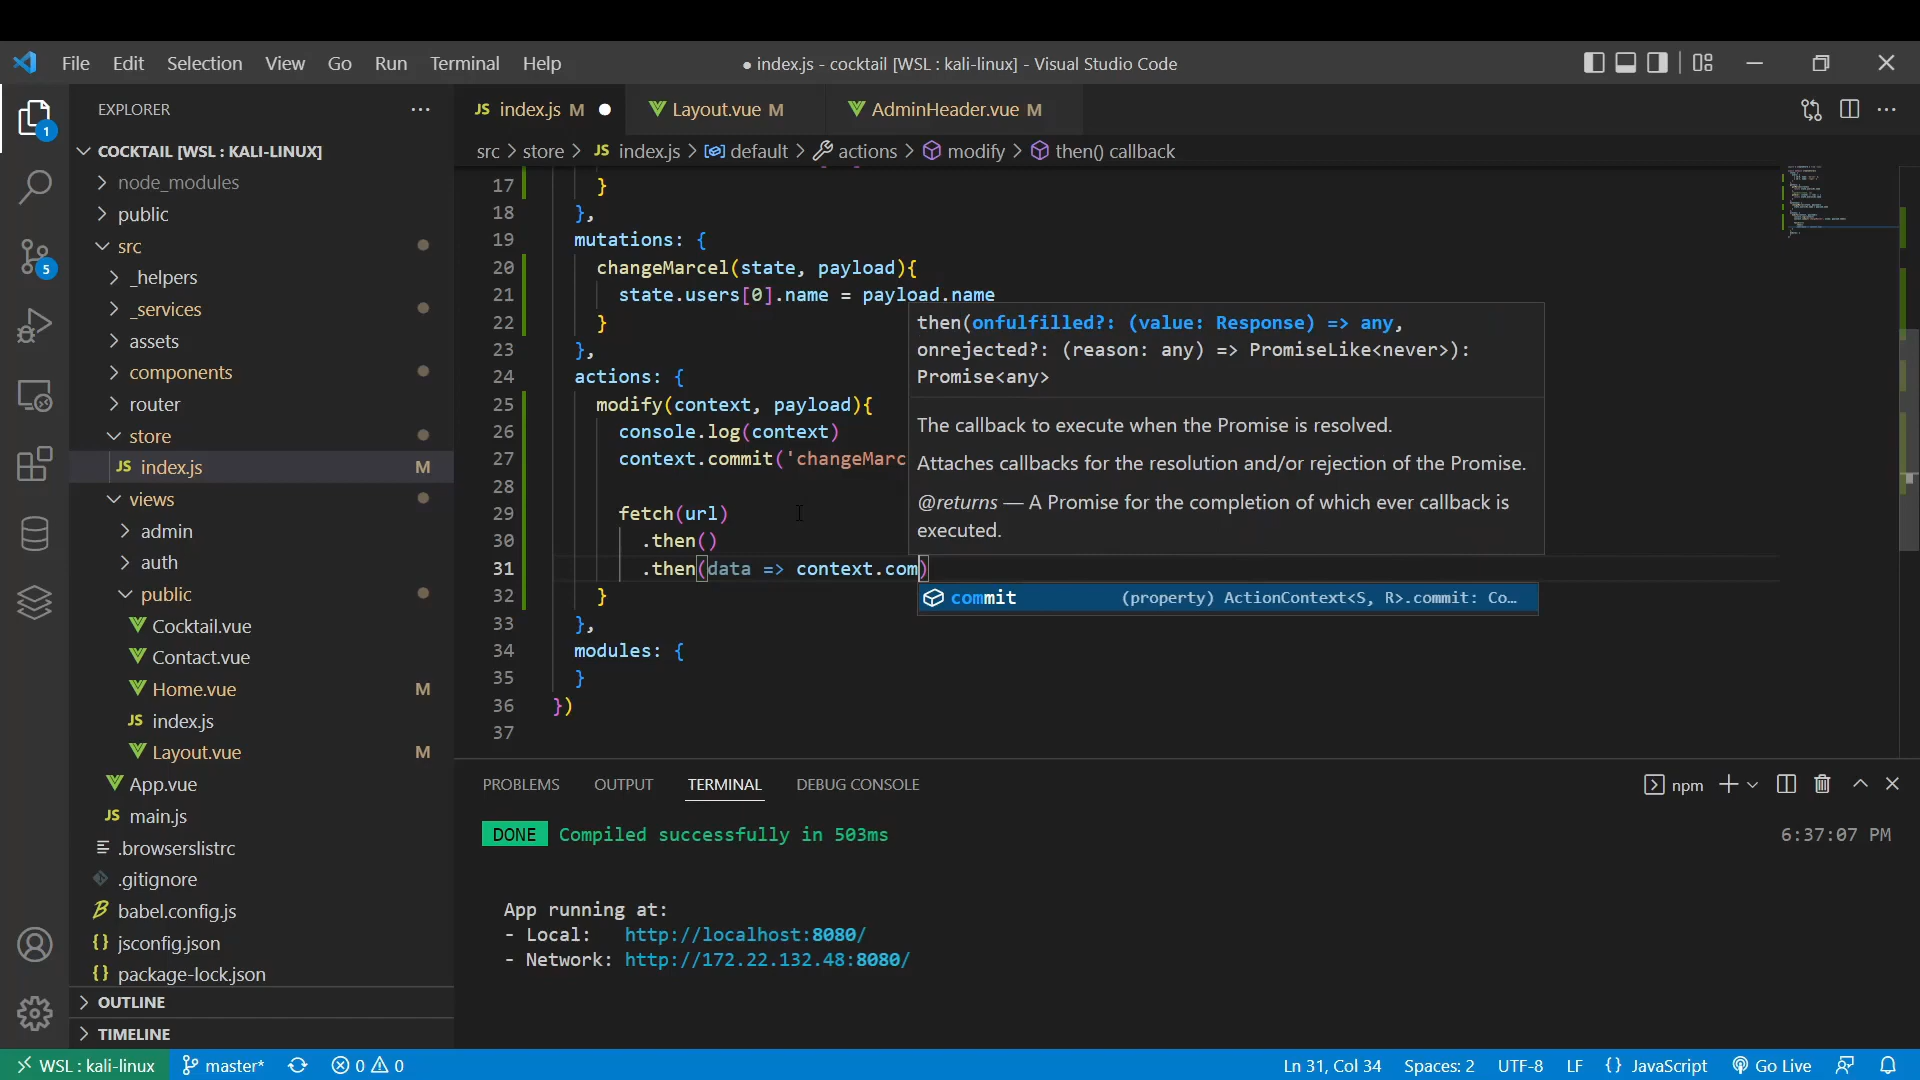 File Edit Selection View Go Run Terminal Help
● index.js - cocktail [WSL : kali-linux] - Visual Studio Code
EXPLORER
JS index.js M
Layout.vue M
AdminHeader.vue M
src > store > JS index.js > default > actions > modify > then() callback
1
5
COCKTAIL [WSL : KALI-LINUX]
node_modules
public
src
_helpers
_services
assets
components
router
store
JS index.js M
views
admin
auth
public
Cocktail.vue
Contact.vue
Home.vue M
JS index.js
Layout.vue M
App.vue
JS main.js
.browserslistrc
.gitignore
babel.config.js
{} jsconfig.json
{} package-lock.json
OUTLINE
TIMELINE
17 }
18 },
19 mutations: {
20 changeMarcel(state, payload){
21 state.users[0].name = payload.name
22 }
23 },
24 actions: {
25 modify(context, payload){
26 console.log(context)
27 context.commit('changeMarc
28
29 fetch(url)
30 .then()
31 .then(data => context.com)
32 }
33 },
34 modules: {
35 }
36 })
37
then(onfulfilled?: (value: Response) => any,
onrejected?: (reason: any) => PromiseLike<never>):
Promise<any>
The callback to execute when the Promise is resolved.
Attaches callbacks for the resolution and/or rejection of the Promise.
@returns — A Promise for the completion of which ever callback is
executed.
commit (property) ActionContext<S, R>.commit: Co…
PROBLEMS OUTPUT TERMINAL DEBUG CONSOLE
npm
DONE Compiled successfully in 503ms 6:37:07 PM
App running at:
- Local: http://localhost:8080/
- Network: http://172.22.132.48:8080/
WSL : kali-linux master* 0 0 Ln 31, Col 34 Spaces: 2 UTF-8 LF {} JavaScript Go Live